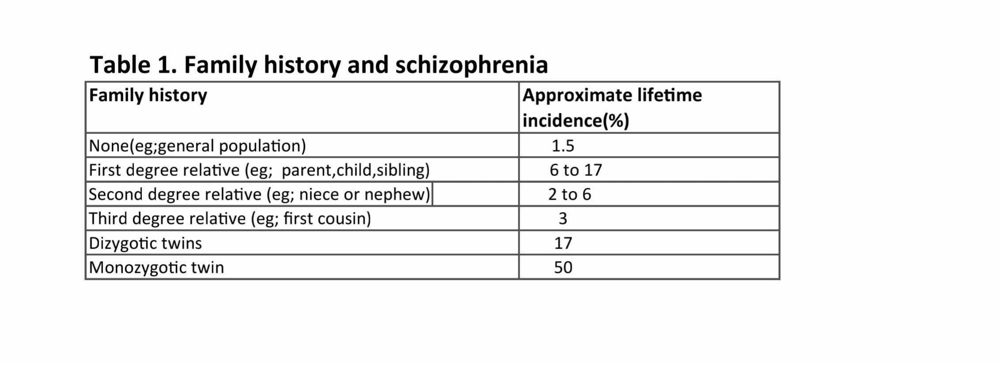 Table 1. Family history and schizophrenia
Family history
Approximate lifetime
incidence(%)
None(eg;general population)
1.5
First degree relative (eg;  parent,child,sibling)
6 to 17
Second degree relative (eg; niece or nephew)
2 to 6
Third degree relative (eg; first cousin)
3
Dizygotic twins
17
Monozygotic twin
50